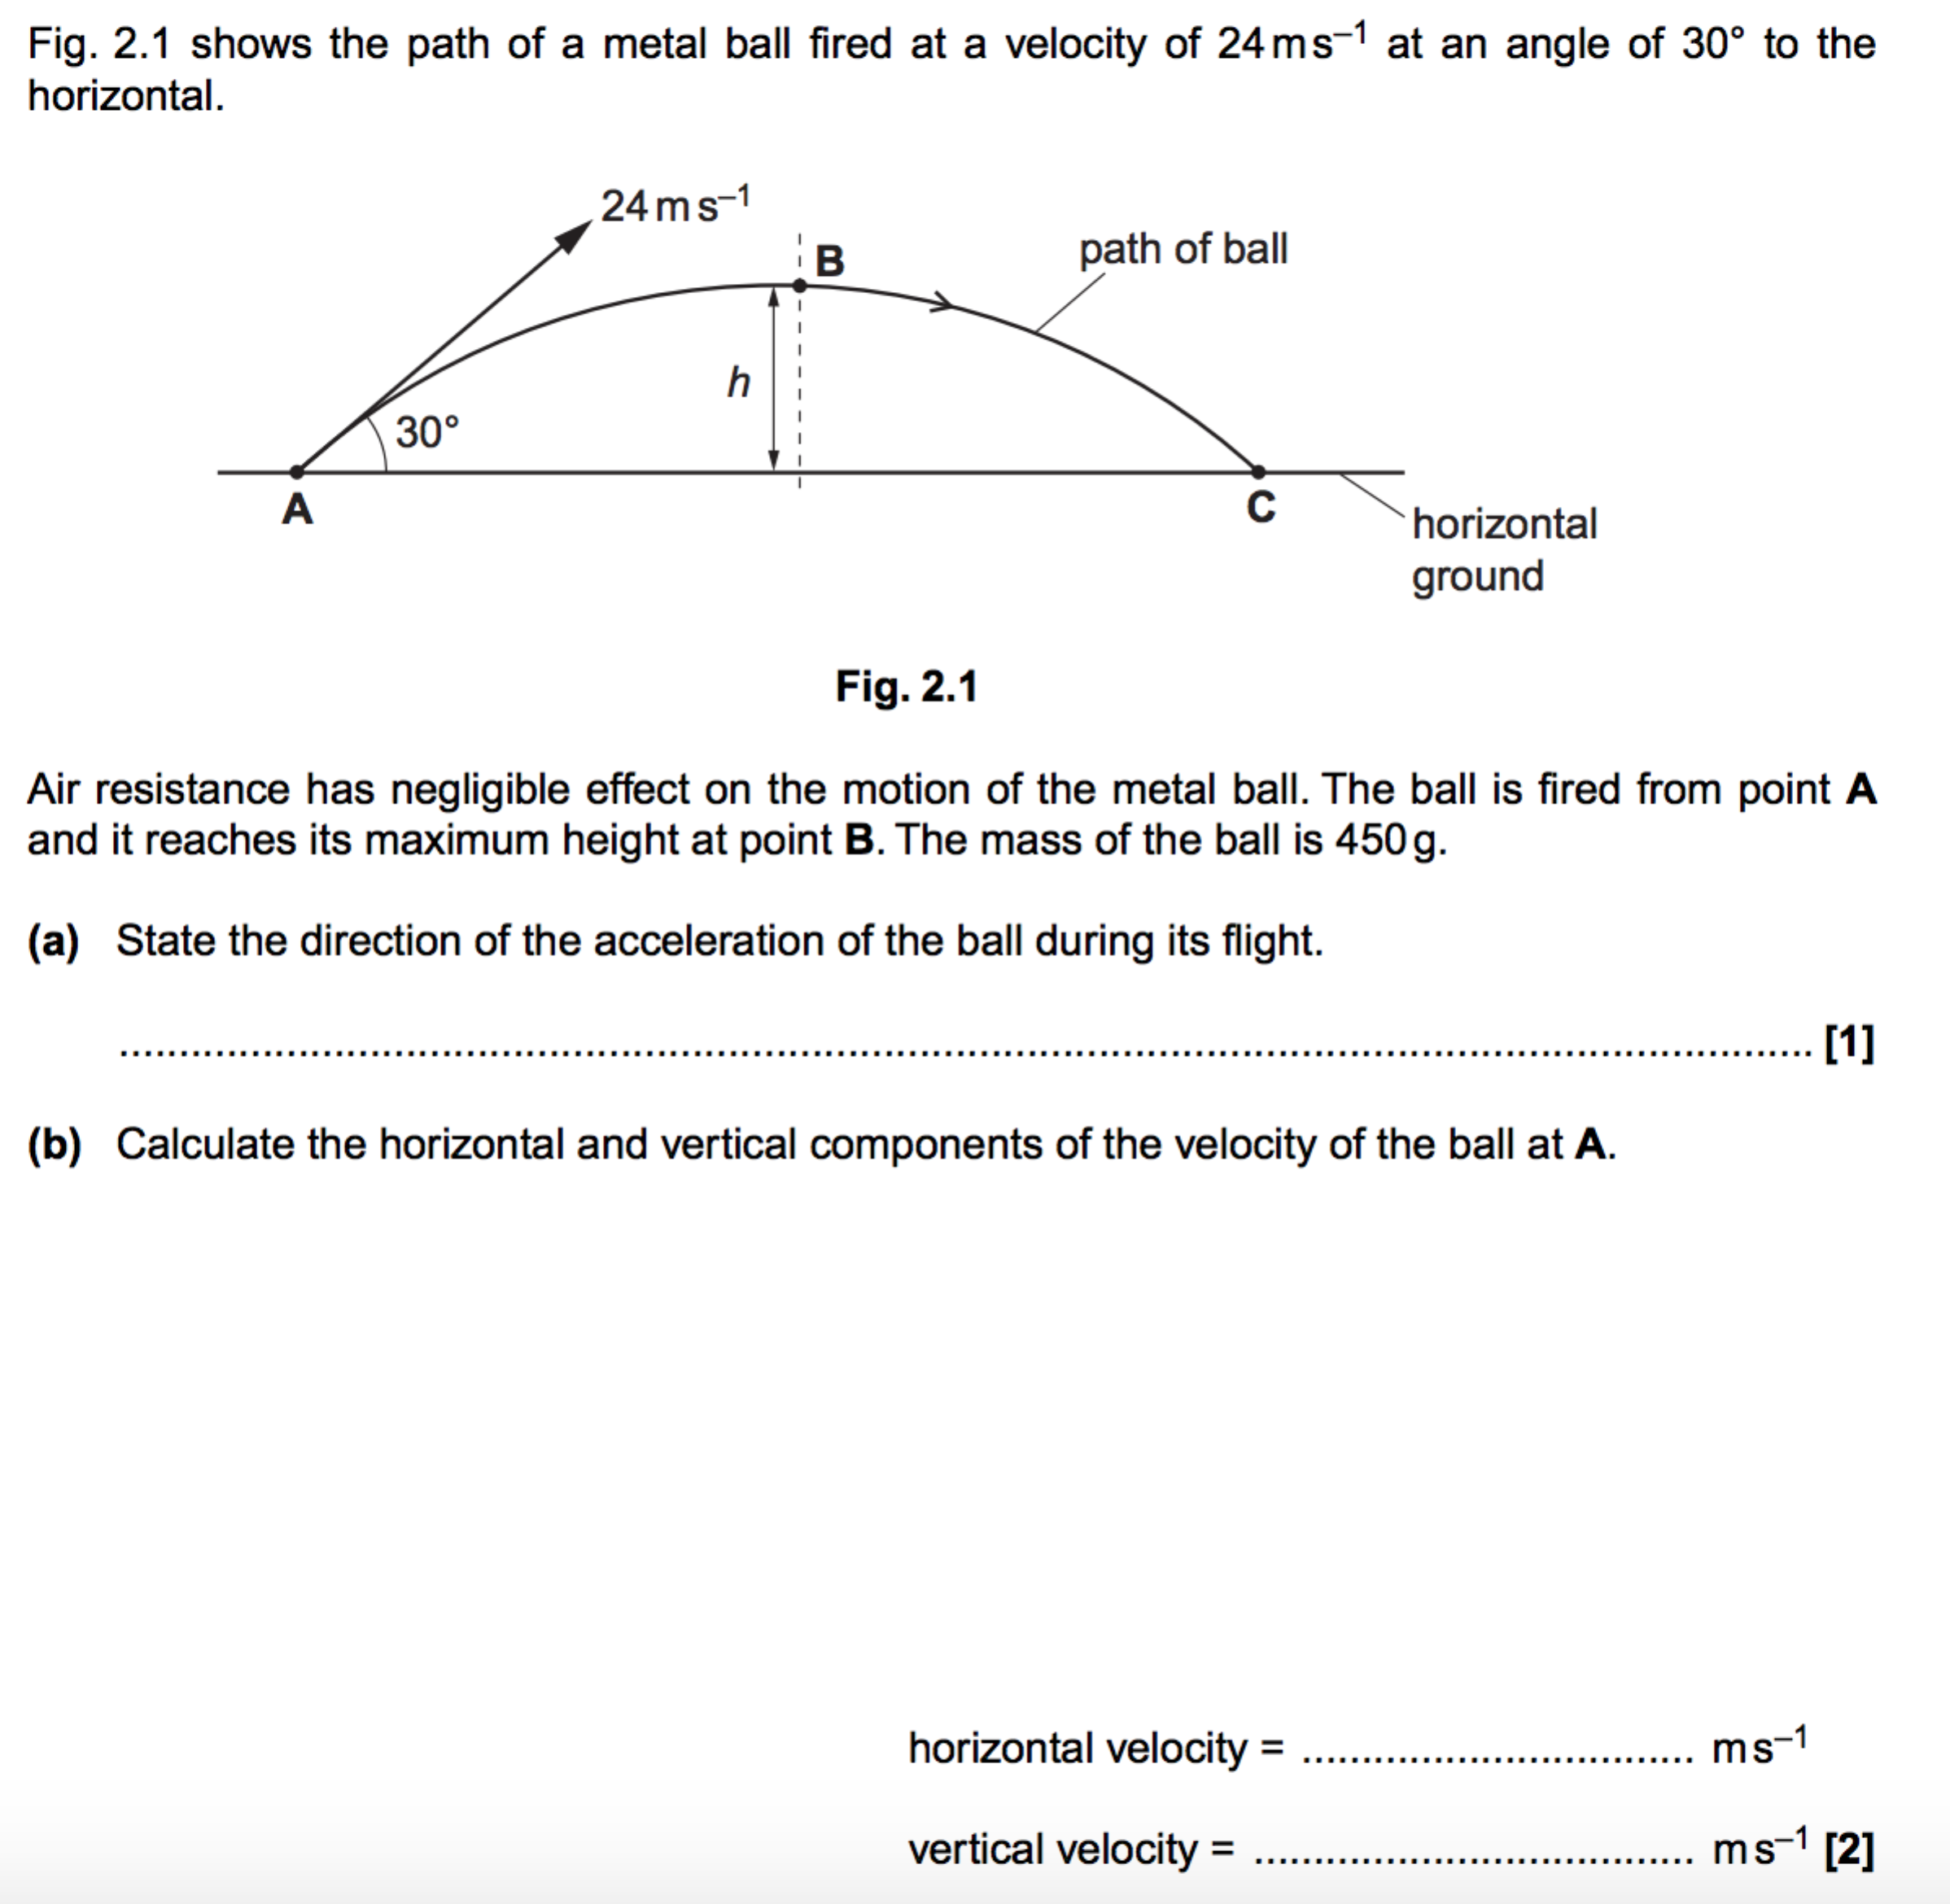 Fig. 2.1 shows the path of a metal ball fired at a velocity of 24 m s⁻¹ at an angle of 30° to the
horizontal.
24 m s⁻¹
B
path of ball
h
30°
A
C
horizontal
ground
Fig. 2.1
Air resistance has negligible effect on the motion of the metal ball. The ball is fired from point A
and it reaches its maximum height at point B. The mass of the ball is 450 g.
(a) State the direction of the acceleration of the ball during its flight.
.................................................................................................................................................. [1]
(b) Calculate the horizontal and vertical components of the velocity of the ball at A.
horizontal velocity = ................................. m s⁻¹
vertical velocity = ..................................... m s⁻¹ [2]